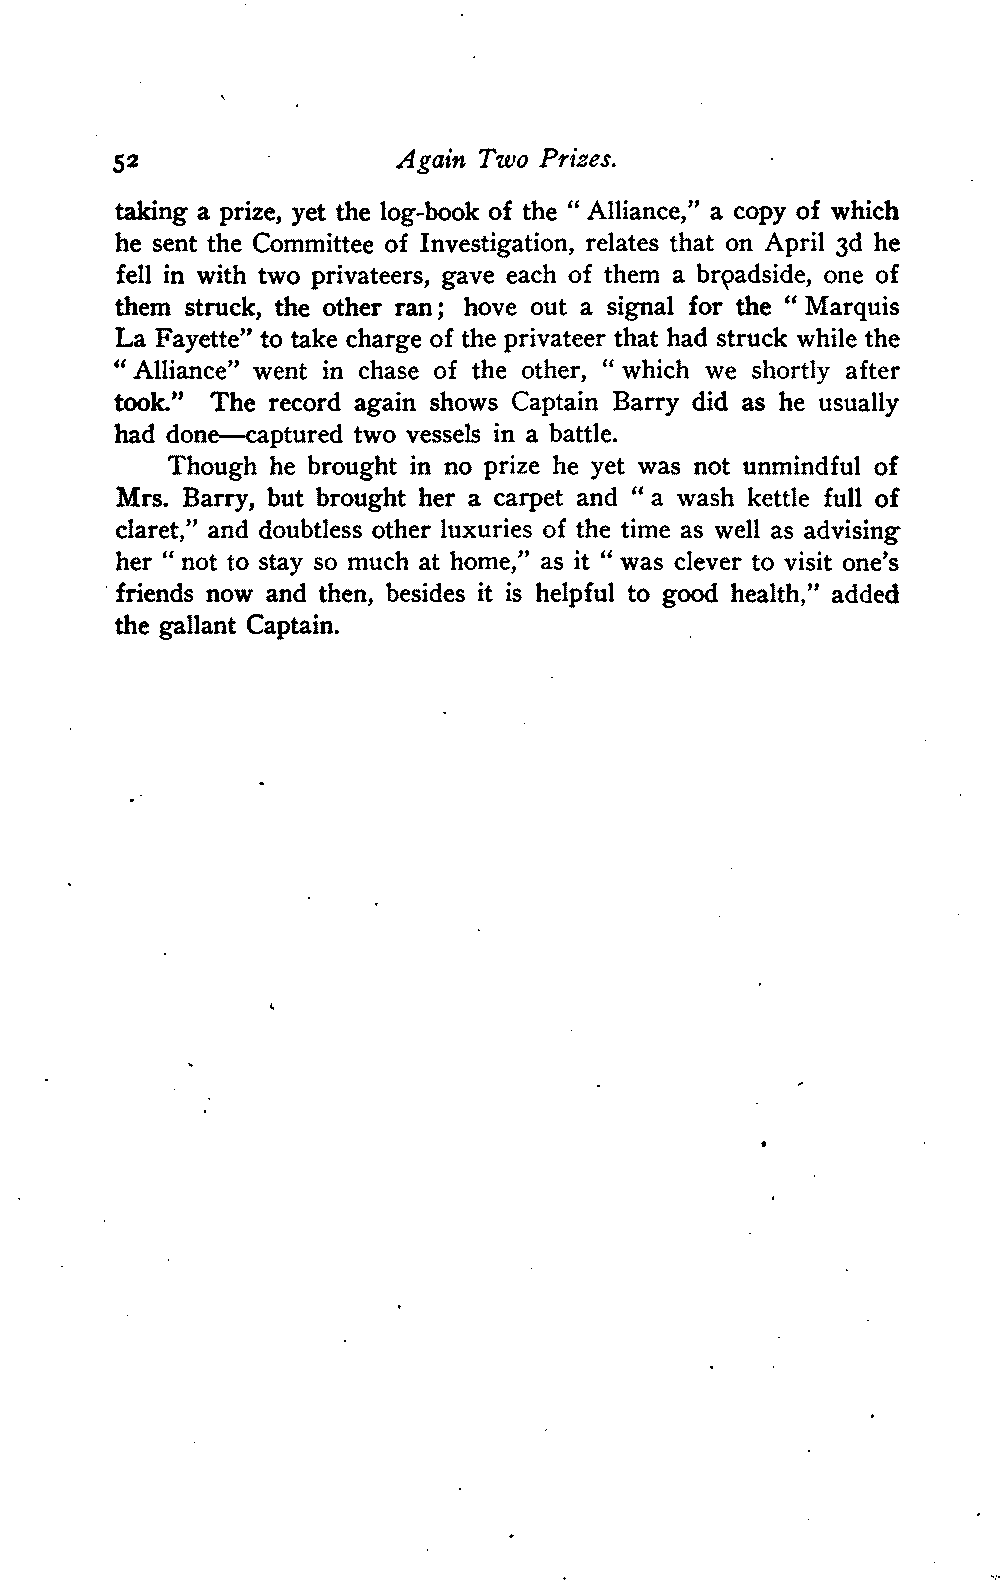 52 Again Two Prizes.
taking a prize, yet the log-book of the “ Alliance,” a copy of which
he sent the Committee of Investigation, relates that on April 3d he
fell in with two privateers, gave each of them a broadside, one of
them struck, the other ran; hove out a signal for the “ Marquis
La Fayette” to take charge of the privateer that had struck while the
“ Alliance” went in chase of the other, “ which we shortly after
took.” The record again shows Captain Barry did as he usually
had done—captured two vessels in a battle.
Though he brought in no prize he yet was not unmindful of
Mrs. Barry, but brought her a carpet and “ a wash kettle full of
claret,” and doubtless other luxuries of the time as well as advising
her “ not to stay so much at home,” as it “ was clever to visit one’s
friends now and then, besides it is helpful to good health,” added
the gallant Captain.